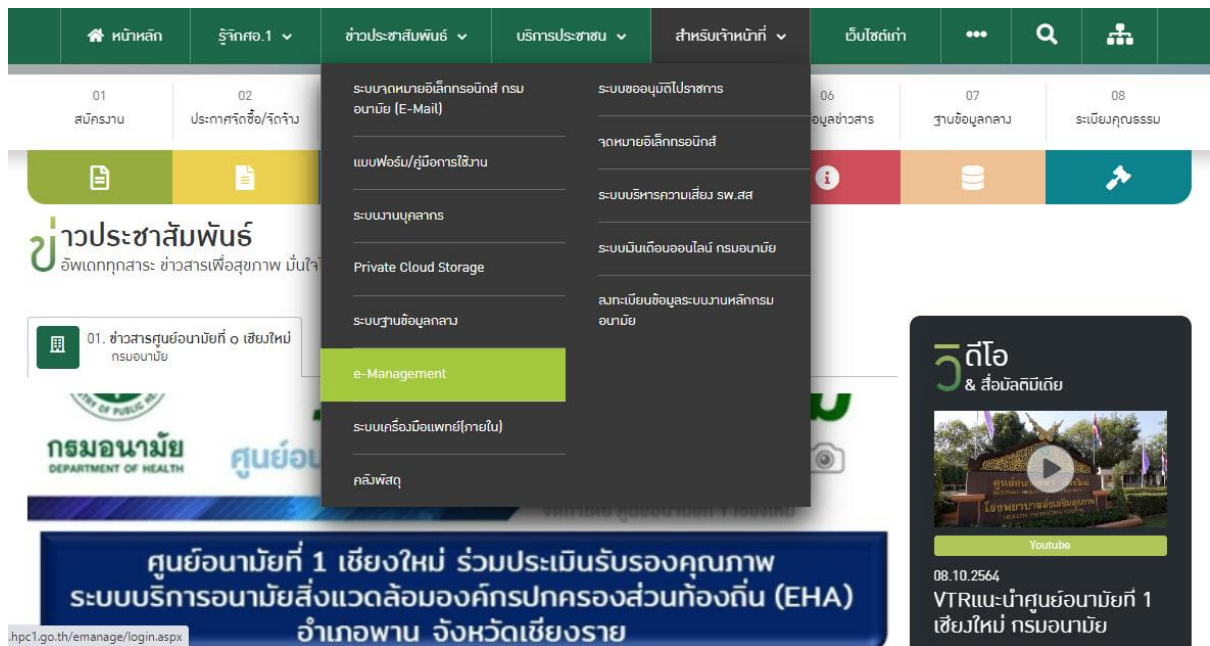 หน้าหลัก
รู้จักศอ.1
ข่าวประชาสัมพันธ์
บริการประชาชน
สำหรับเจ้าหน้าที่
เว็บไซต์เก่า
01
สมัครงาน
02
ประกาศจัดซื้อ/จัดจ้าง
06
อมูลข่าวสาร
07
ฐานข้อมูลกลาง
08
ระเบียงคุณธรรม
ระบบจดหมายอิเล็กทรอนิกส์ กรม
อนามัย (E-Mail)
แบบฟอร์ม/คู่มือการใช้งาน
ระบบงานบุคลากร
Private Cloud Storage
ระบบฐานข้อมูลกลาง
e-Management
ระบบเครื่องมือแพทย์(ภายใน)
คลังพัสดุ
ระบบขออนุมัติไปราชการ
จดหมายอิเล็กทรอนิกส์
ระบบบริหารความเสี่ยง รพ.สส
ระบบเงินเดือนออนไลน์ กรมอนามัย
ลงทะเบียนข้อมูลระบบงานหลักกรม
อนามัย
ข่าวประชาสัมพันธ์
อัพเดททุกสาระ ข่าวสารเพื่อสุขภาพ มั่นใจ
01. ข่าวสารศูนย์อนามัยที่ ๑ เชียงใหม่
กรมอนามัย
กรมอนามัย
DEPARTMENT OF HEALTH
ศูนย์อน
ศูนย์อนามัยที่ 1 เชียงใหม่ ร่วมประเมินรับรองคุณภาพ
ระบบบริการอนามัยสิ่งแวดล้อมองค์กรปกครองส่วนท้องถิ่น (EHA)
อำเภอพาน จังหวัดเชียงราย
.hpc1.go.th/emanage/login.aspx
วิดีโอ
& สื่อมัลติมีเดีย
Youtube
08.10.2564
VTRแนะนำศูนย์อนามัยที่ 1
เชียงใหม่ กรมอนามัย